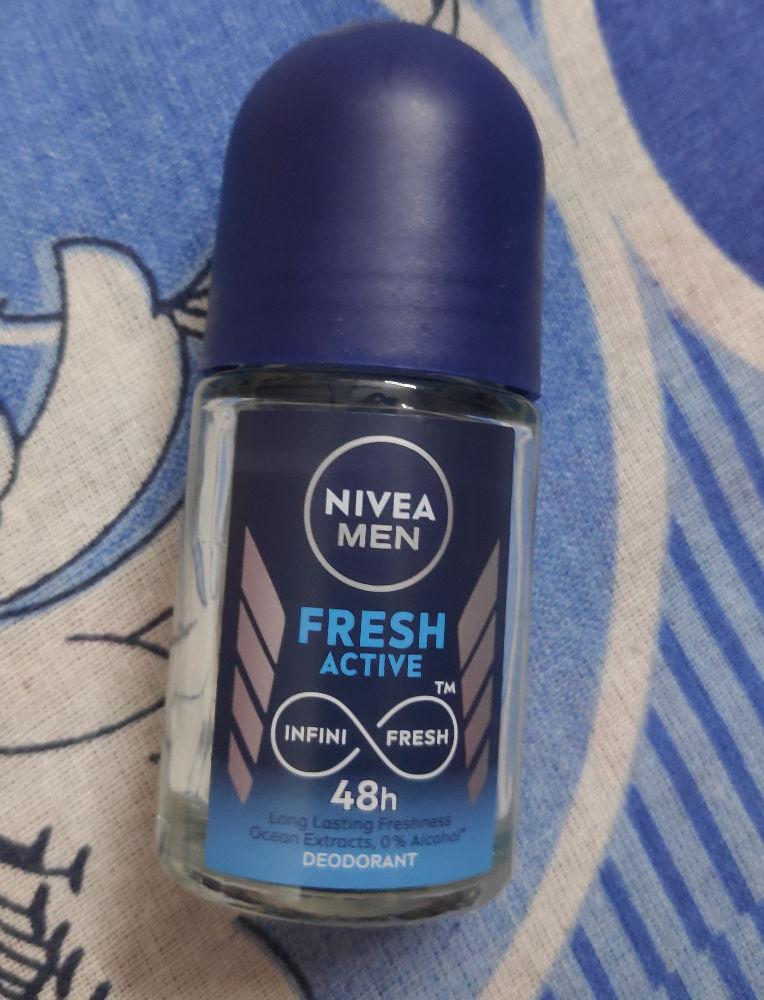 NIVEA
MEN
FRESH
ACTIVE
TM
INFINI FRESH
48h
Long Lasting Freshness
Ocean Extracts, 0% Alcohol*
DEODORANT